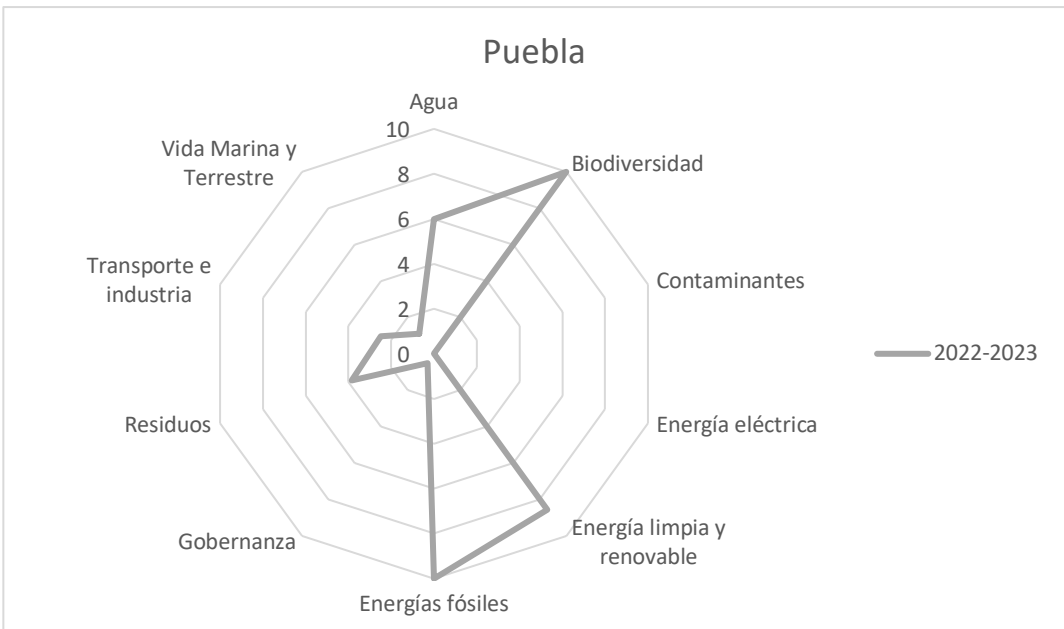 Puebla
Agua
10
8
6
4
2
0
Biodiversidad
Contaminantes
Energía eléctrica
Energía limpia y
renovable
Energías fósiles
Gobernanza
Residuos
Transporte e
industria
Vida Marina y
Terrestre
2022-2023